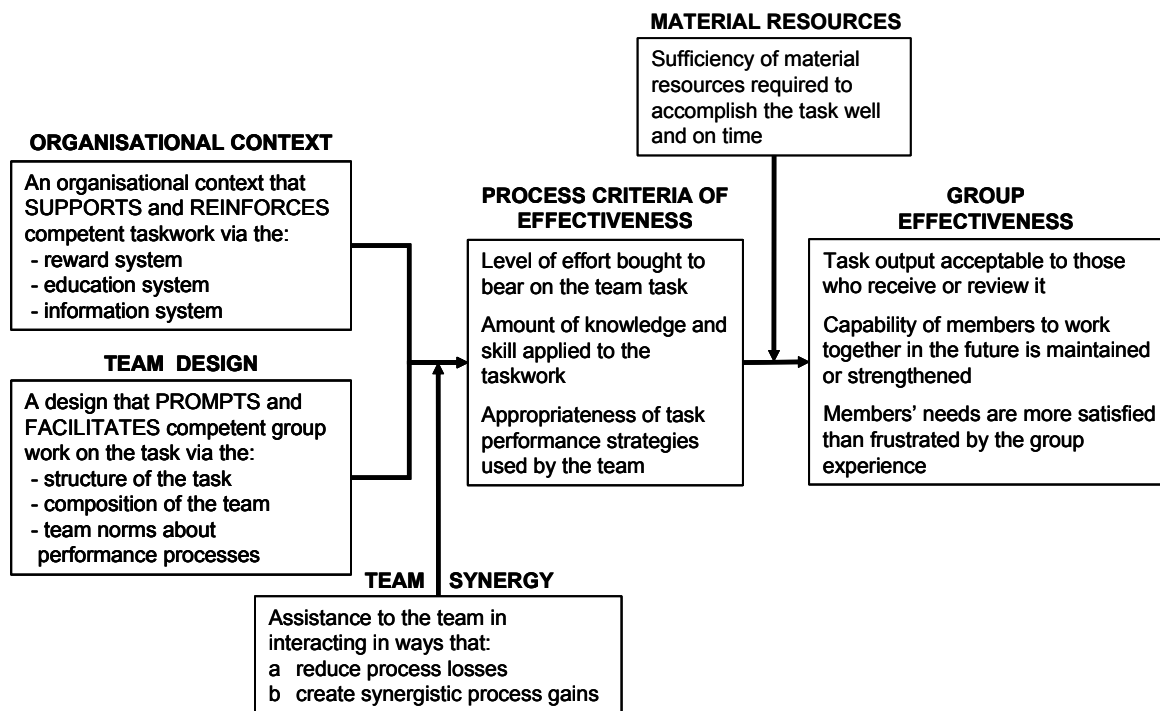 MATERIAL RESOURCES
Sufficiency of material
resources required to
accomplish the task well
and on time
ORGANISATIONAL CONTEXT
An organisational context that
SUPPORTS and REINFORCES
competent taskwork via the:
- reward system
- education system
- information system
TEAM DESIGN
A design that PROMPTS and
FACILITATES competent group
work on the task via the:
- structure of the task
- composition of the team
- team norms about
performance processes
TEAM SYNERGY
Assistance to the team in
interacting in ways that:
a reduce process losses
b create synergistic process gains
PROCESS CRITERIA OF
EFFECTIVENESS
Level of effort bought to
bear on the team task
Amount of knowledge and
skill applied to the
taskwork
Appropriateness of task
performance strategies
used by the team
GROUP
EFFECTIVENESS
Task output acceptable to those
who receive or review it
Capability of members to work
together in the future is maintained
or strengthened
Members' needs are more satisfied
than frustrated by the group
experience